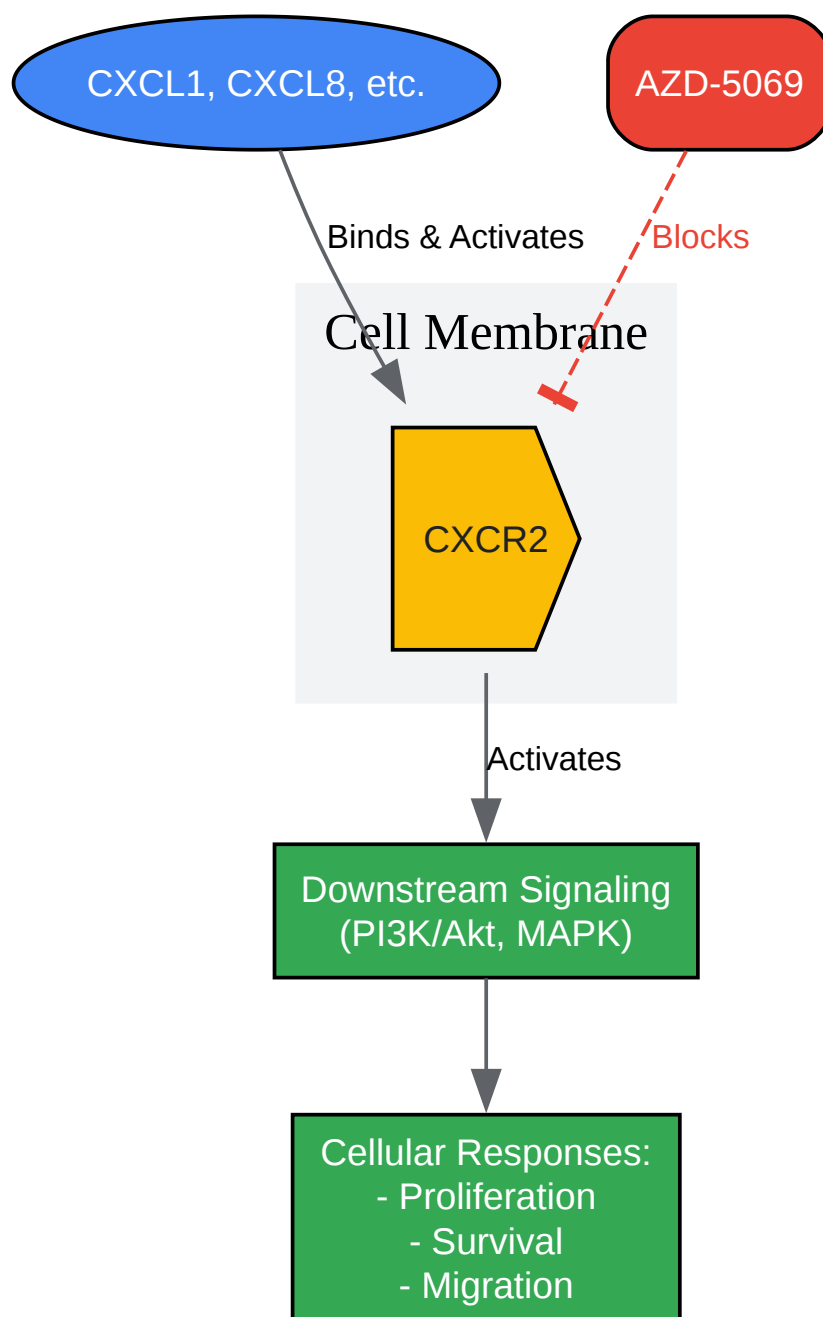 CXCL1, CXCL8, etc.
AZD-5069
Binds & Activates
Blocks
Cell Membrane
CXCR2
Activates
Downstream Signaling
(PI3K/Akt, MAPK)
Cellular Responses:
- Proliferation
- Survival
- Migration